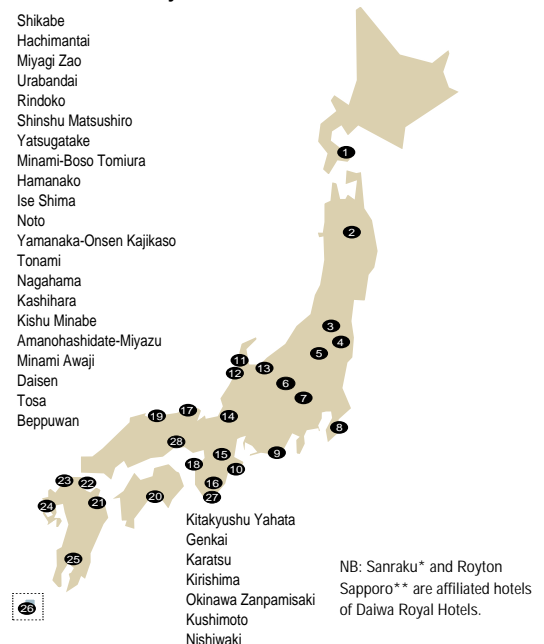 Shikabe
Hachimantai
Miyagi Zao
Urabandai
Rindoko
Shinshu Matsushiro
Yatsugatake
Minami-Boso Tomiura
Hamanako
Ise Shima
Noto
Yamanaka-Onsen Kajikaso
Tonami
Nagahama
Kashihara
Kishu Minabe
Amanohashidate-Miyazu
Minami Awaji
Daisen
Tosa
Beppuwan
1
2
3
4
5
11
13
12
6
7
17
19
14
8
28
15
9
18
10
23
22
16
20
27
24
21
25
26
Kitakyushu Yahata
Genkai
Karatsu
Kirishima
Okinawa Zanpamisaki
Kushimoto
Nishiwaki
NB: Sanraku* and Royton
Sapporo** are affiliated hotels
of Daiwa Royal Hotels.